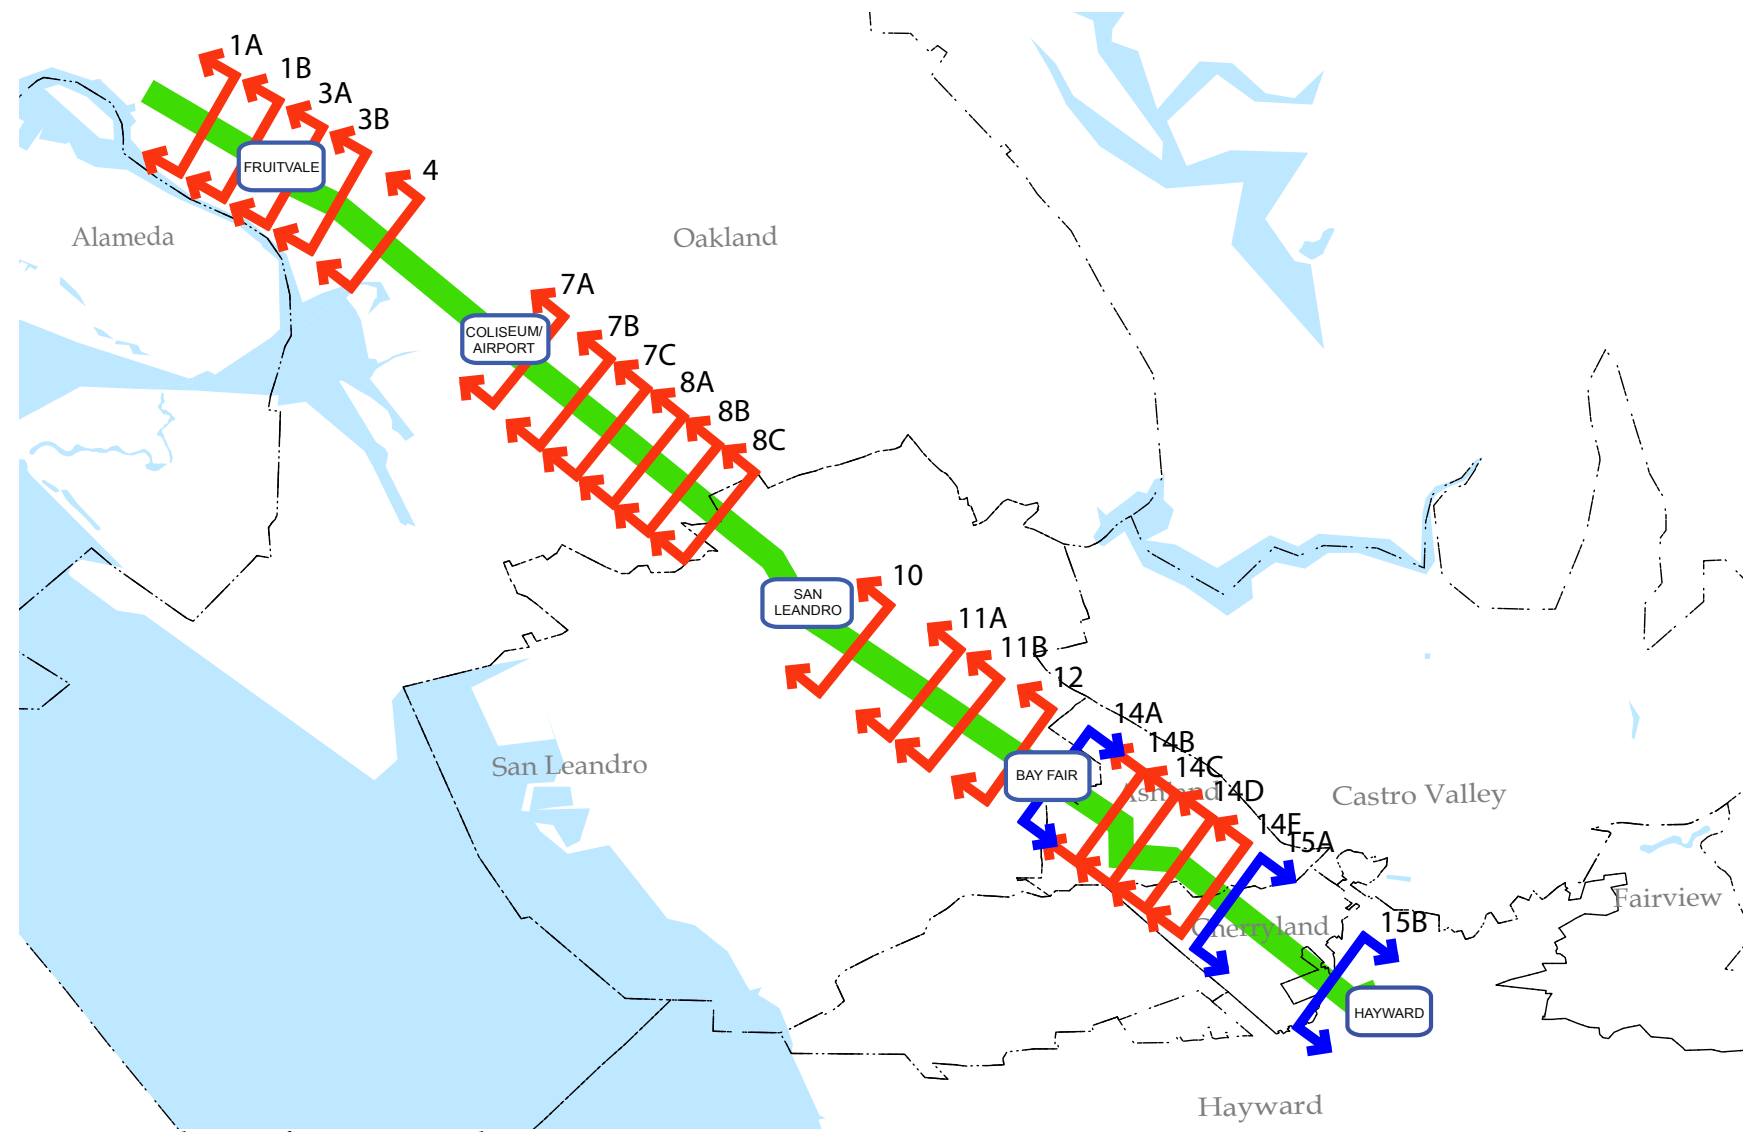 1A
1B
3A
3B
4
FRUITVALE
Alameda
Oakland
7A
7B
COLISEUM/
AIRPORT
7C
8A
8B
8C
10
SAN
LEANDRO
11A
11B
12
14A
14B
14C
San Leandro
BAY FAIR
Ashland
14D
Castro Valley
14E
15A
Fairview
15B
Cherryland
HAYWARD
Hayward